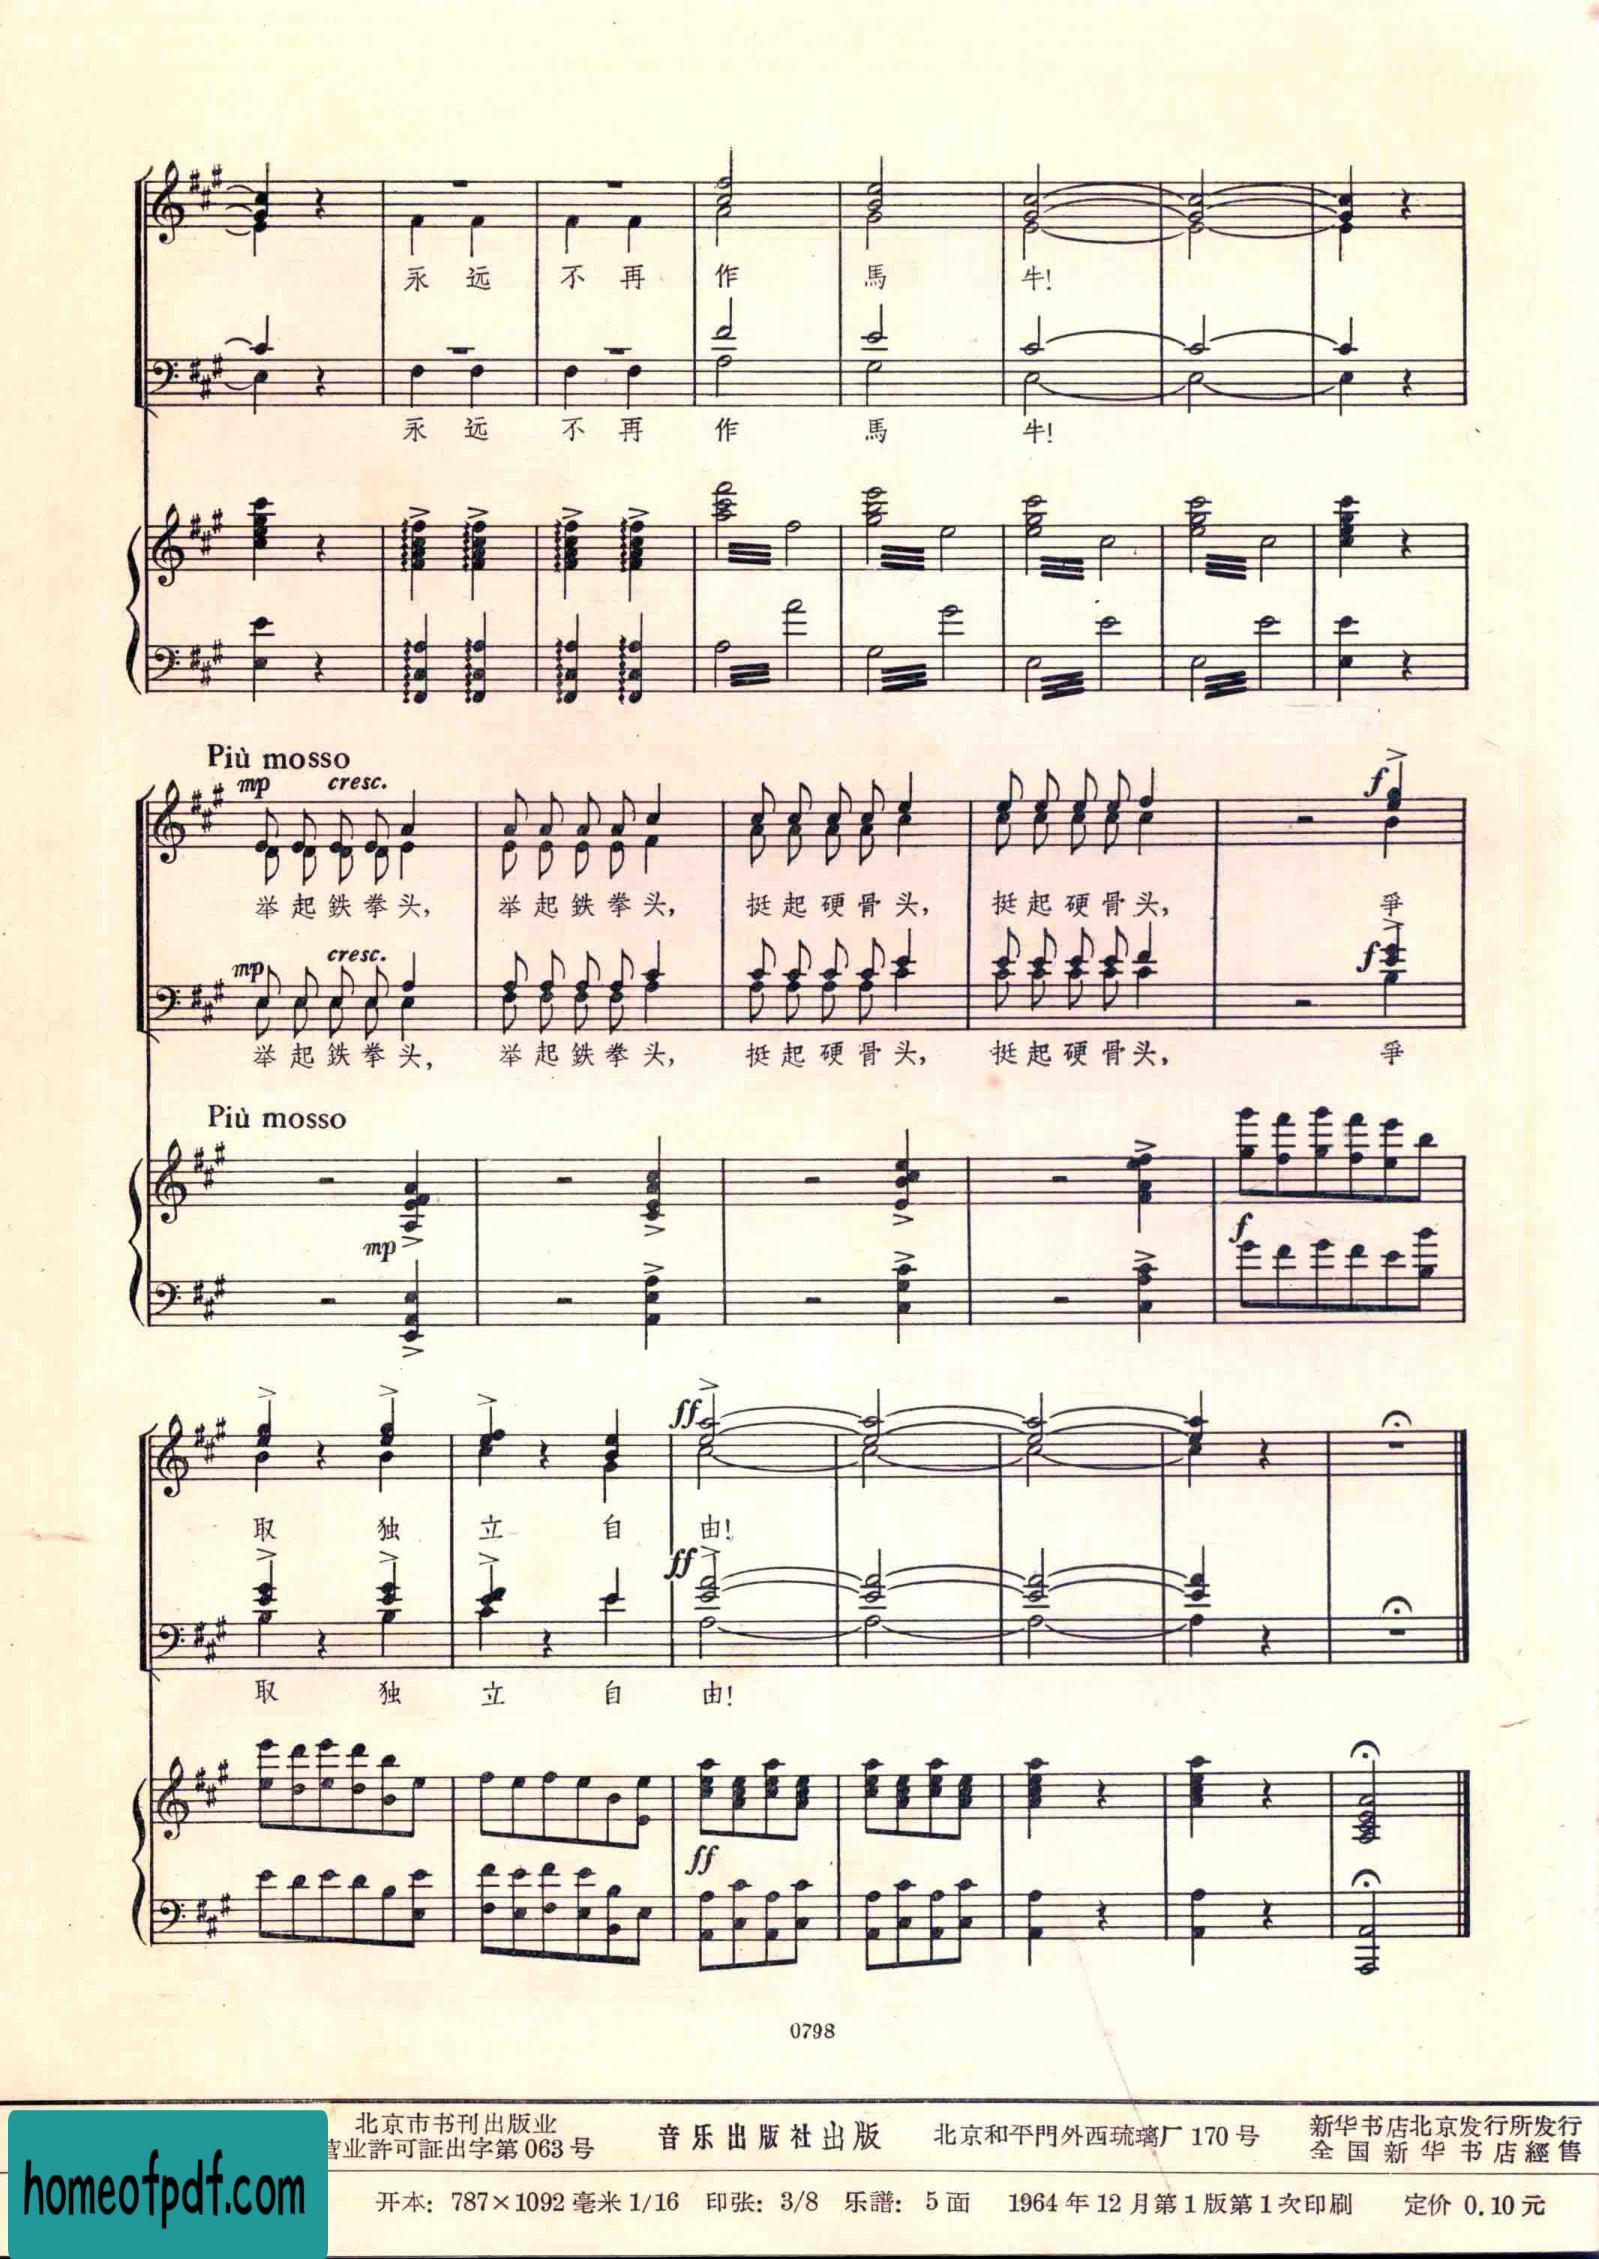 永 远 不 再 作 馬 牛!
永 远 不 再 作 馬 牛!
Più mosso
mp cresc.
f
举 起 鉄 拳 头, 举 起 鉄 拳 头, 挺 起 硬 骨 头, 挺 起 硬 骨 头, 爭
mp cresc.
f
举 起 鉄 拳 头, 举 起 鉄 拳 头, 挺 起 硬 骨 头, 挺 起 硬 骨 头, 爭
Più mosso
mp
f
ff
取 独 立 自 由!
ff
取 独 立 自 由!
ff
0798
北京市书刊出版业
营业許可証出字第063号
音乐出版社出版
北京和平門外西琉璃厂170号
新华书店北京发行所发行
全国新华书店經售
homeofpdf.com
开本: 787×1092毫米1/16 印张: 3/8 乐譜: 5面 1964年12月第1版第1次印刷 定价 0.10元